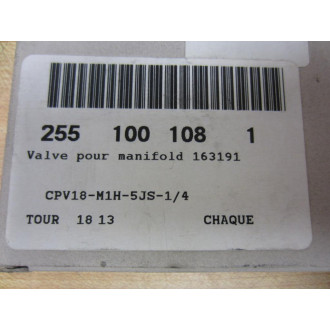 255 100 108 1
Valve pour manifold 163191
CPV18-M1H-5JS-1/4
TOUR 18 13 CHAQUE